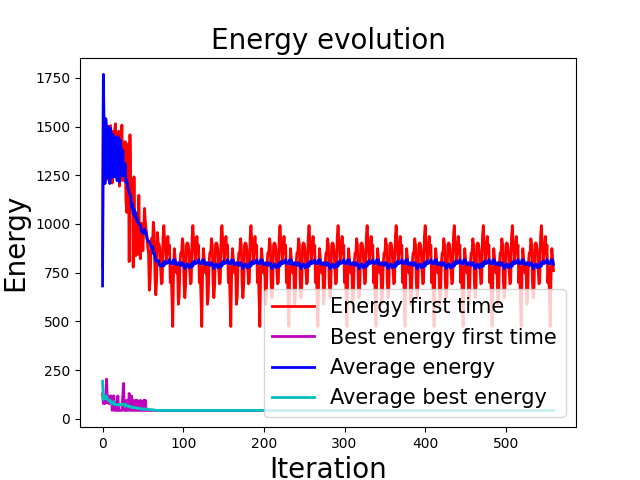 Energy evolution
Energy
1750
1500
1250
1000
750
500
250
0
0 100 200 300 400 500
Iteration
Energy first time
Best energy first time
Average energy
Average best energy